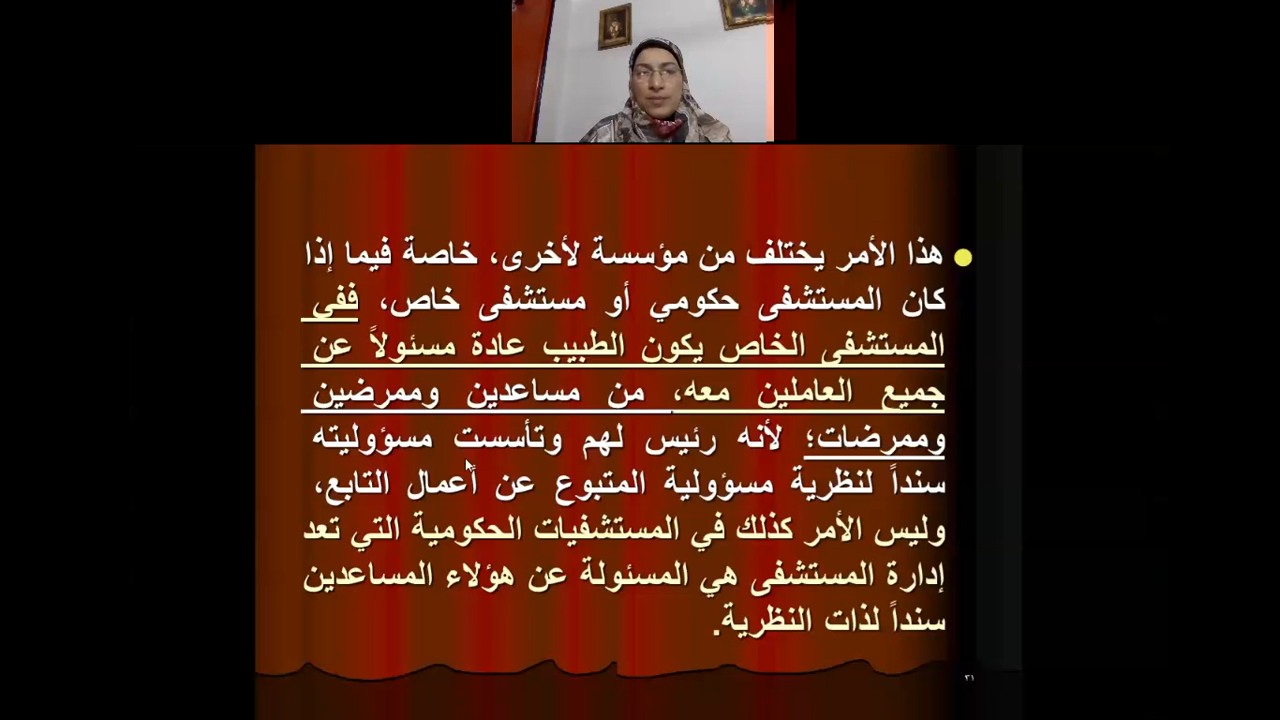 هذا الأمر يختلف من مؤسسة لأخرى، خاصة فيما إذا
كان المستشفى حكومي أو مستشفى خاص، ففي
المستشفى الخاص يكون الطبيب عادة مسئولاً عن
جميع العاملين معه، من مساعدين وممرضين
وممرضات؛ لأنه رئيس لهم وتأسست مسؤوليته
سنداً لنظرية مسؤولية المتبوع عن أعمال التابع،
وليس الأمر كذلك في المستشفيات الحكومية التي تعد
إدارة المستشفى هي المسئولة عن هؤلاء المساعدين
سنداً لذات النظرية.
٣١